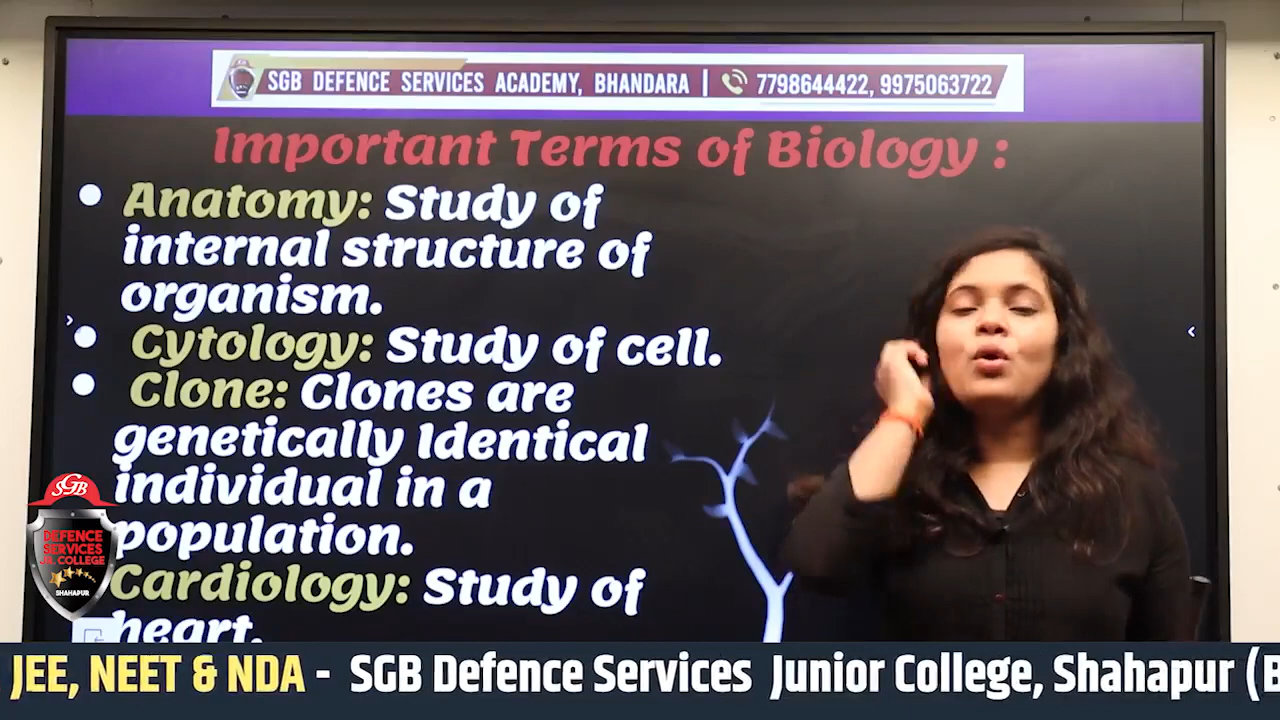 SGB DEFENCE SERVICES ACADEMY, BHANDARA | 7798644422, 9975063722
Important Terms of Biology :
Anatomy: Study of
internal structure of
organism.
Cytology: Study of cell.
Clone: Clones are
genetically Identical
individual in a
population.
Cardiology: Study of
heart.
SGB
DEFENCE
SERVICES
JR. COLLEGE
SHAHAPUR
JEE, NEET & NDA - SGB Defence Services Junior College, Shahapur (B